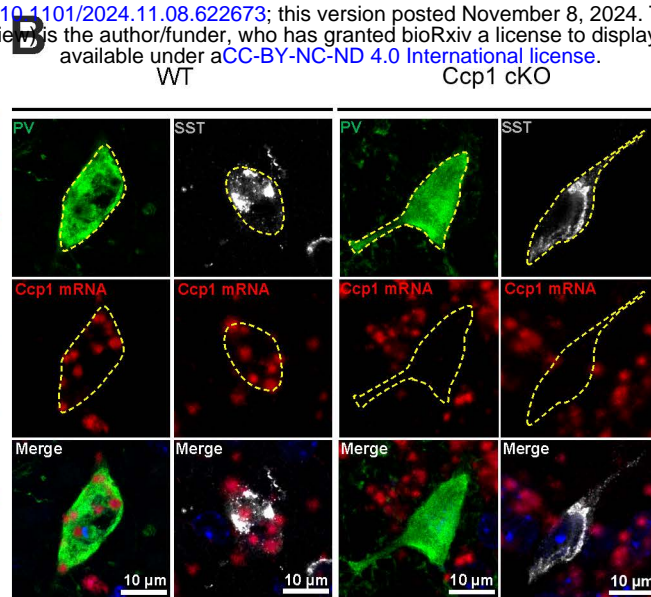 10.1101/2024.11.08.622673; this version posted November 8, 2024.
is the author/funder, who has granted bioRxiv a license to display
available under aCC-BY-NC-ND 4.0 International license.
B
WT Ccp1 cKO
PV SST PV SST
Ccp1 mRNA Ccp1 mRNA Ccp1 mRNA Ccp1 mRNA
Merge Merge Merge Merge
10 µm 10 µm 10 µm 10 µm